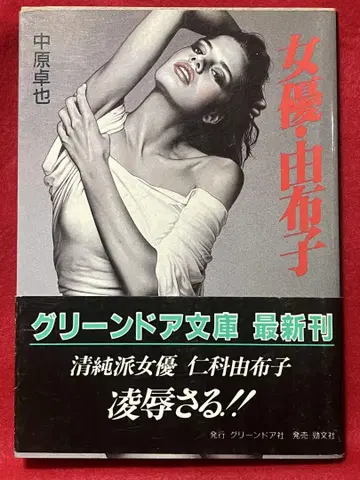 女優・由布子
中原卓也
グリーンドア文庫 最新刊
清純派女優 仁科由布子
凌辱さる!!
発行 グリーンドア社 発売 勁文社